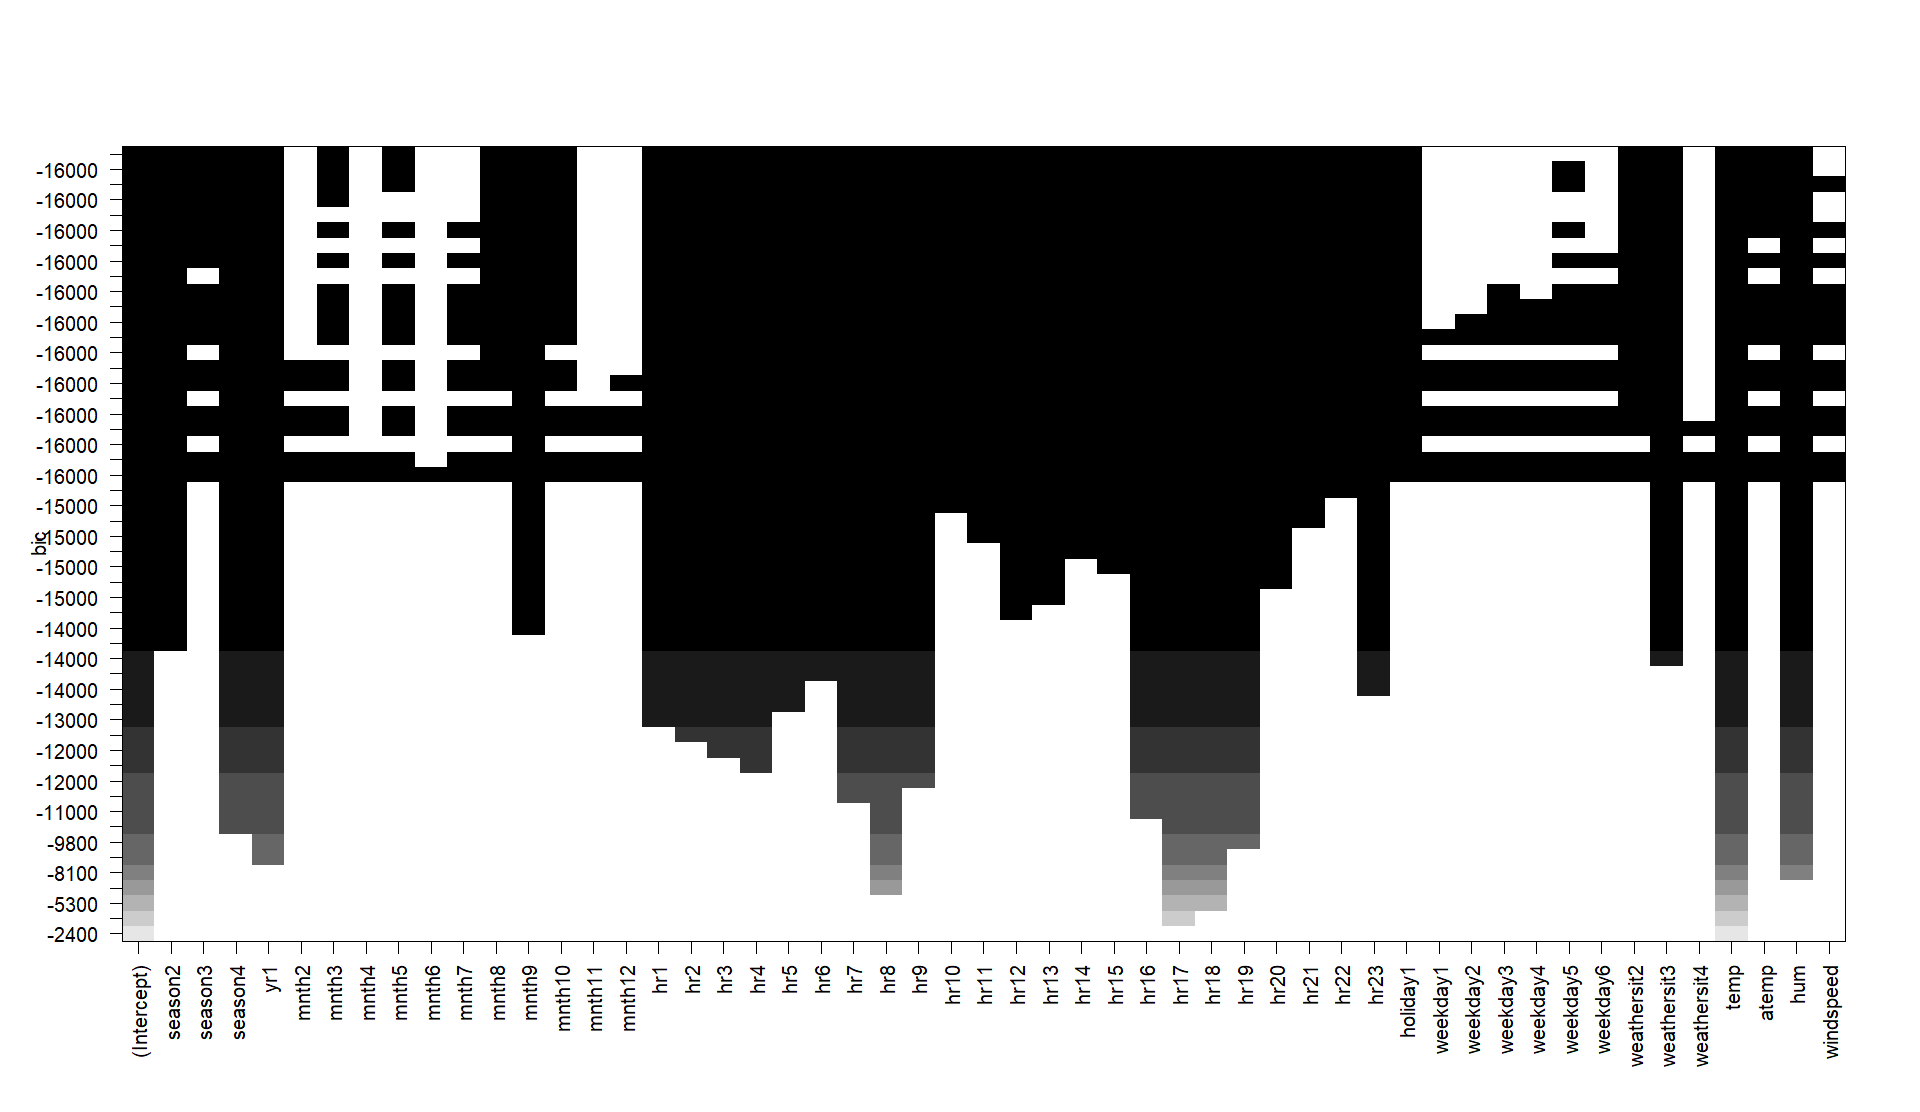 -16000
-16000
-16000
-16000
-16000
-16000
-16000
-16000
-16000
-16000
-16000
-15000
-15000
-15000
-15000
-14000
-14000
-14000
-13000
-12000
-12000
-11000
-9800
-8100
-5300
-2400
bic
(Intercept)
season2
season3
season4
yr1
mnth2
mnth3
mnth4
mnth5
mnth6
mnth7
mnth8
mnth9
mnth10
mnth11
mnth12
hr1
hr2
hr3
hr4
hr5
hr6
hr7
hr8
hr9
hr10
hr11
hr12
hr13
hr14
hr15
hr16
hr17
hr18
hr19
hr20
hr21
hr22
hr23
holiday1
weekday1
weekday2
weekday3
weekday4
weekday5
weekday6
weathersit2
weathersit3
weathersit4
temp
atemp
hum
windspeed